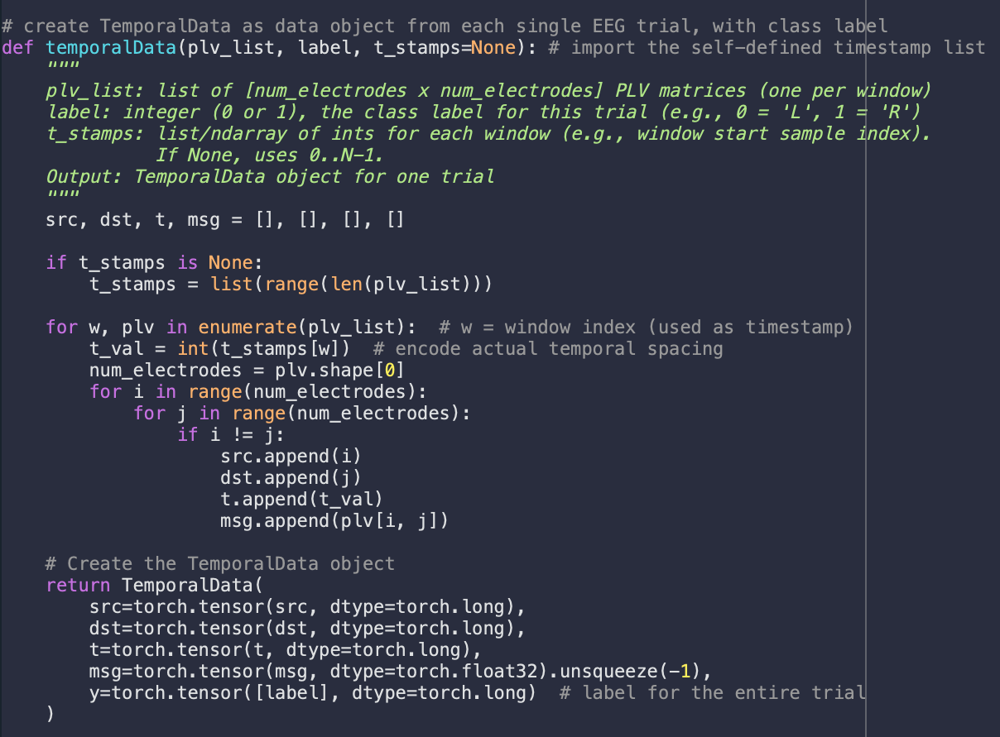 # create TemporalData as data object from each single EEG trial, with class label
def temporalData(plv_list, label, t_stamps=None): # import the self-defined timestamp list
    """
    plv_list: list of [num_electrodes x num_electrodes] PLV matrices (one per window)
    label: integer (0 or 1), the class label for this trial (e.g., 0 = 'L', 1 = 'R')
    t_stamps: list/ndarray of ints for each window (e.g., window start sample index).
              If None, uses 0..N-1.
    Output: TemporalData object for one trial
    """
    src, dst, t, msg = [], [], [], []

    if t_stamps is None:
        t_stamps = list(range(len(plv_list)))

    for w, plv in enumerate(plv_list):  # w = window index (used as timestamp)
        t_val = int(t_stamps[w])  # encode actual temporal spacing
        num_electrodes = plv.shape[0]
        for i in range(num_electrodes):
            for j in range(num_electrodes):
                if i != j:
                    src.append(i)
                    dst.append(j)
                    t.append(t_val)
                    msg.append(plv[i, j])

    # Create the TemporalData object
    return TemporalData(
        src=torch.tensor(src, dtype=torch.long),
        dst=torch.tensor(dst, dtype=torch.long),
        t=torch.tensor(t, dtype=torch.long),
        msg=torch.tensor(msg, dtype=torch.float32).unsqueeze(-1),
        y=torch.tensor([label], dtype=torch.long)  # label for the entire trial
    )